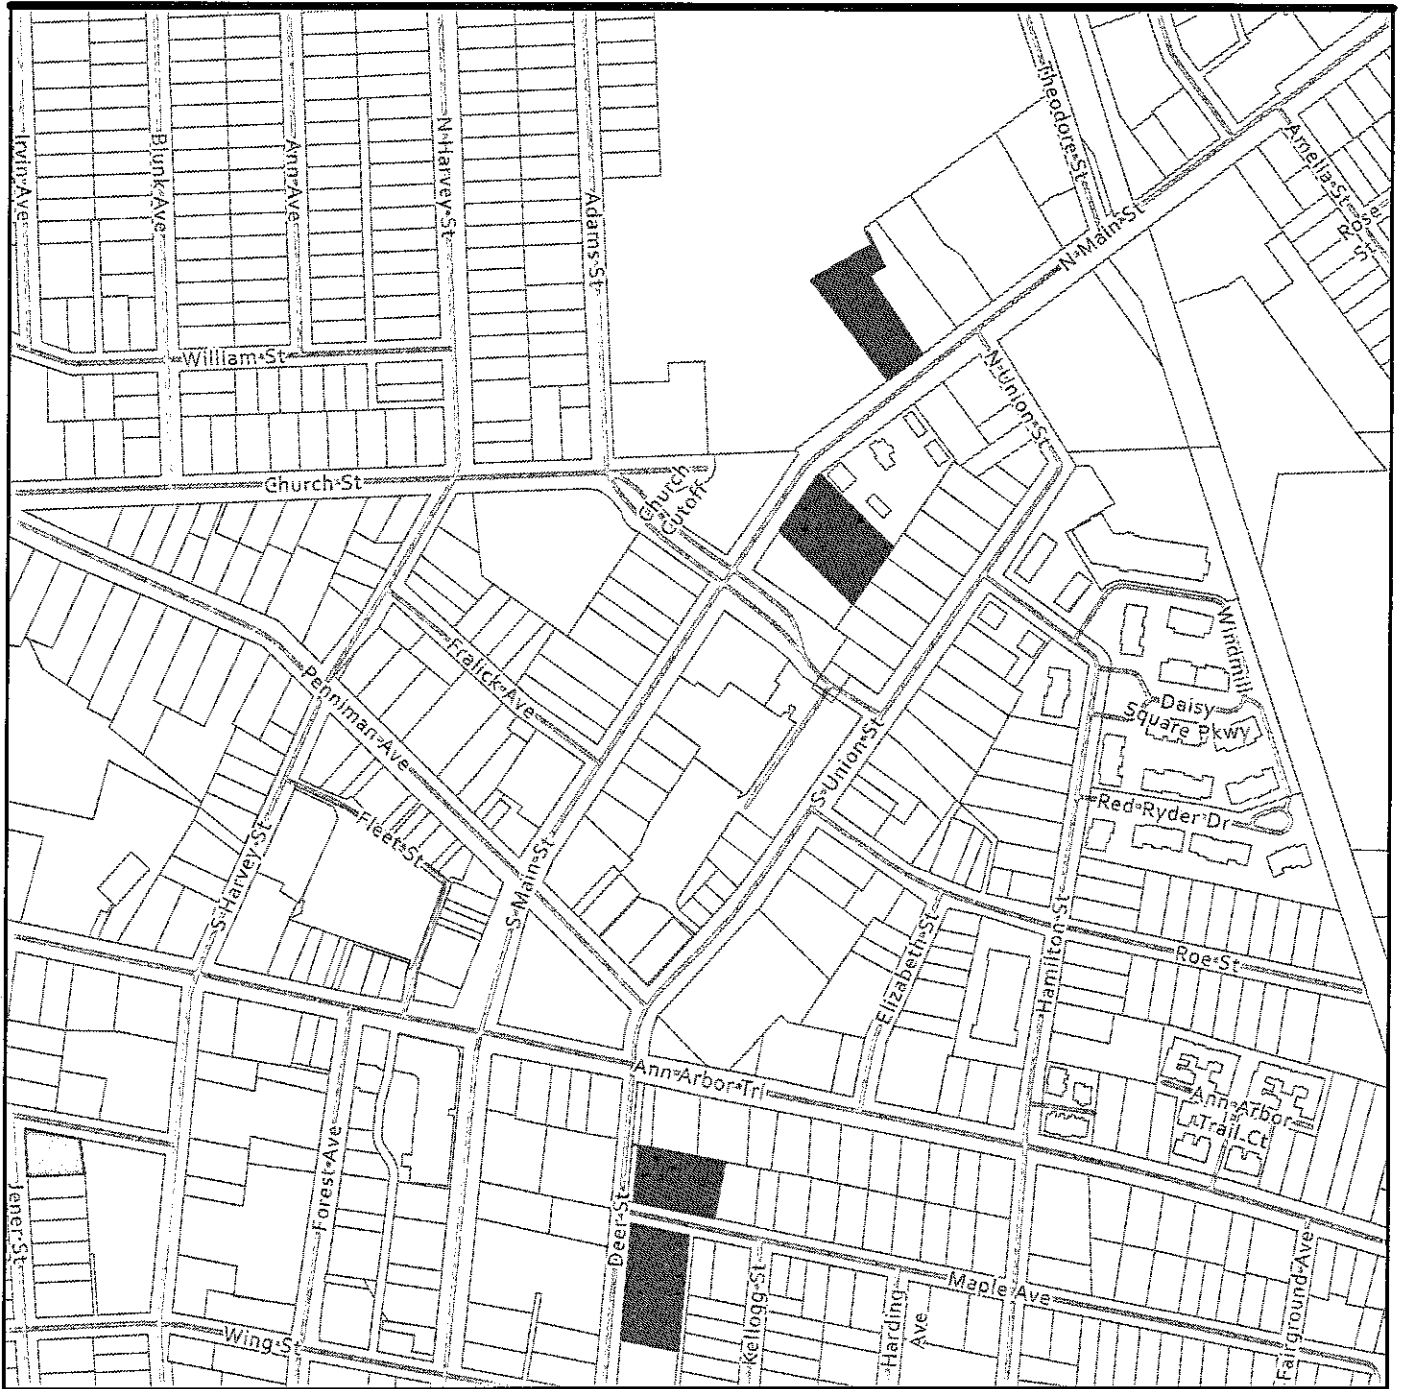 Theodore St
Irvin Ave
Blunk Ave
Ann Ave
N Harvey St
Adams St
Amelia St
Rose St
N Main St
William St
N Union St
Church St
Church
Cutoff
Windmill
Fralick Ave
Penniman Ave
Daisy
Square Pkwy
S Union St
Red Ryder Dr
Fleet St
S Harvey St
S Main St
Elizabeth St
Hamilton St
Roe St
Ann Arbor Trl
Ann Arbor
Trail Ct
Forest Ave
Jener St
Deer St
Maple Ave
Kellogg St
Harding
Ave
Fairground Ave
Wing St